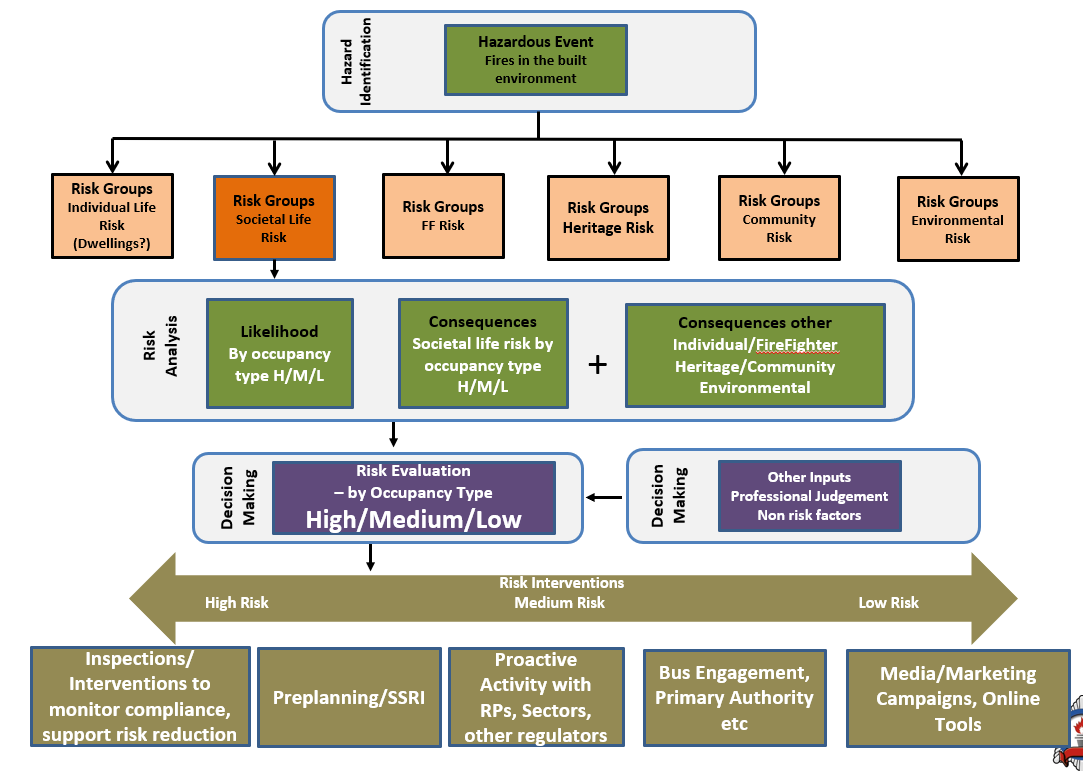 Hazard
Identification
Hazardous Event
Fires in the built
environment
Risk Groups
Individual Life
Risk
(Dwellings?)
Risk Groups
Societal Life
Risk
Risk Groups
FF Risk
Risk Groups
Heritage Risk
Risk Groups
Community
Risk
Risk Groups
Environmental
Risk
Risk
Analysis
Likelihood
By occupancy
type H/M/L
Consequences
Societal life risk by
occupancy type
H/M/L
+
Consequences other
Individual/FireFighter
Heritage/Community
Environmental
Decision
Making
Risk Evaluation
– by Occupancy Type
High/Medium/Low
Decision
Making
Other Inputs
Professional Judgement
Non risk factors
Risk Interventions
High Risk
Medium Risk
Low Risk
Inspections/
Interventions to
monitor compliance,
support risk reduction
Preplanning/SSRI
Proactive
Activity with
RPs, Sectors,
other regulators
Bus Engagement,
Primary Authority
etc
Media/Marketing
Campaigns, Online
Tools